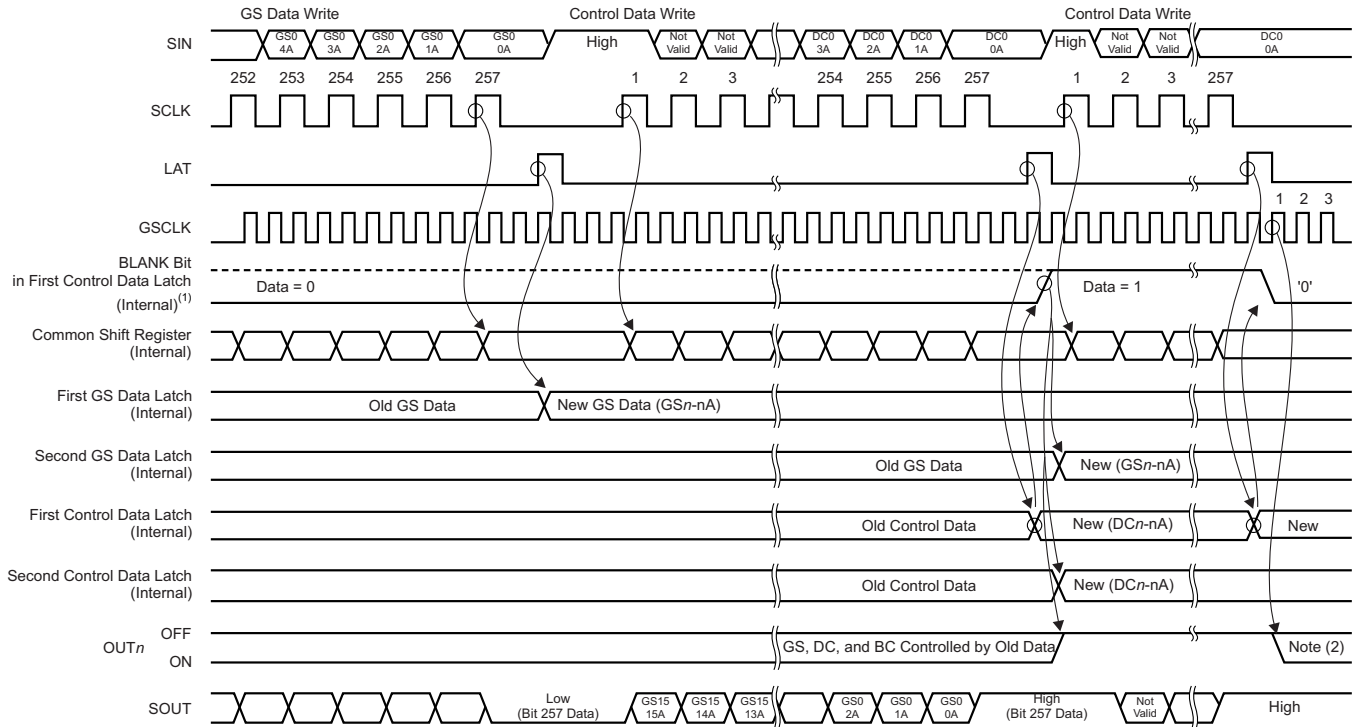 GS Data Write
Control Data Write
Control Data Write
SIN
GS0 4A
GS0 3A
GS0 2A
GS0 1A
GS0 0A
High
Not Valid
Not Valid
DC0 3A
DC0 2A
DC0 1A
DC0 0A
High
Not Valid
Not Valid
DC0 0A
252 253 254 255 256 257 1 2 3 254 255 256 257 1 2 3 257
SCLK
LAT
GSCLK
1 2 3
BLANK Bit
in First Control Data Latch
(Internal)(1)
Data = 0
Data = 1
'0'
Common Shift Register
(Internal)
First GS Data Latch
(Internal)
Old GS Data
New GS Data (GSn-nA)
Second GS Data Latch
(Internal)
Old GS Data
New (GSn-nA)
First Control Data Latch
(Internal)
Old Control Data
New (DCn-nA)
New
Second Control Data Latch
(Internal)
Old Control Data
New (DCn-nA)
OUTn
OFF
ON
GS, DC, and BC Controlled by Old Data
Note (2)
SOUT
Low
(Bit 257 Data)
GS15 15A
GS15 14A
GS15 13A
GS0 2A
GS0 1A
GS0 0A
High
(Bit 257 Data)
Not Valid
High